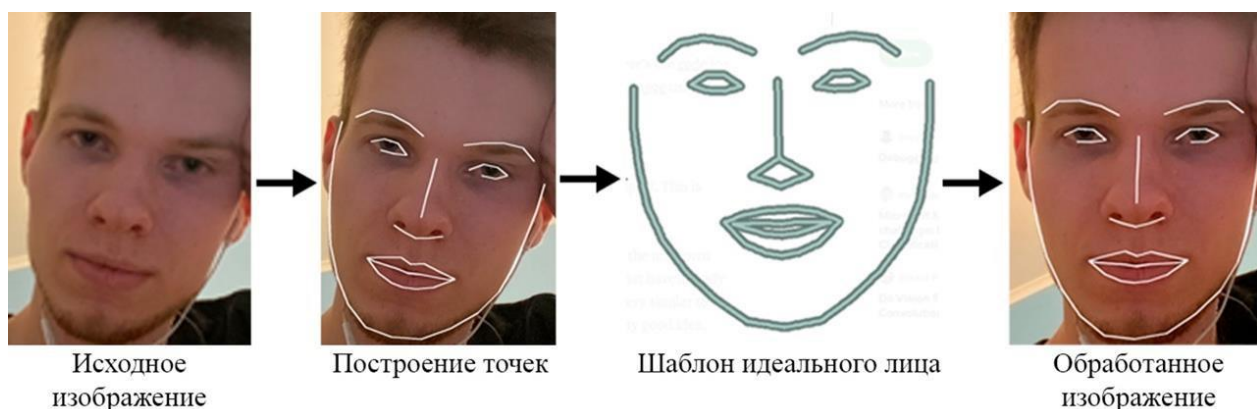 Исходное
изображение
Построение точек
Шаблон идеального лица
Обработанное
изображение